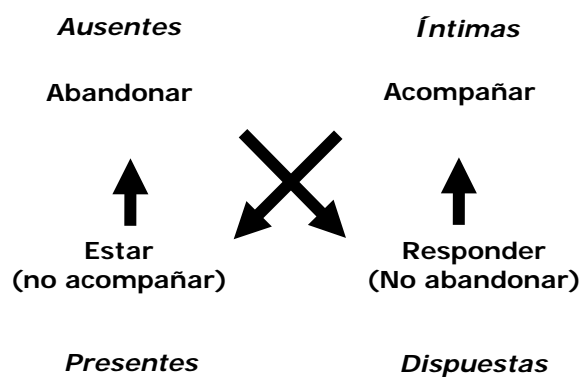 Ausentes Íntimas
Abandonar Acompañar
Estar Responder
(no acompañar) (No abandonar)
Presentes Dispuestas